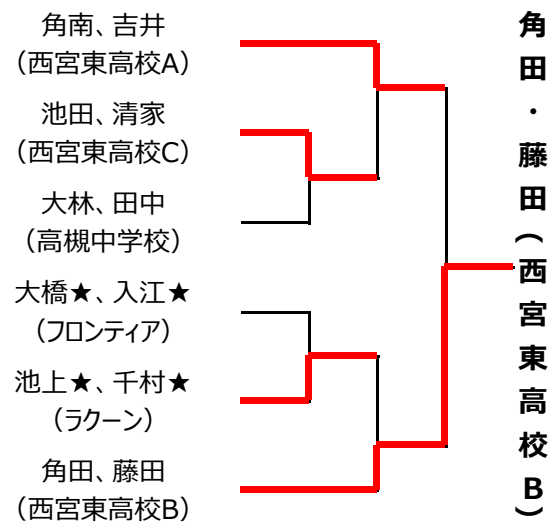 角南、吉井
（西宮東高校A）
池田、清家
（西宮東高校C）
大林、田中
（高槻中学校）
大橋★、入江★
（フロンティア）
池上★、千村★
（ラクーン）
角田、藤田
（西宮東高校B）
角田・藤田(西宮東高校B)